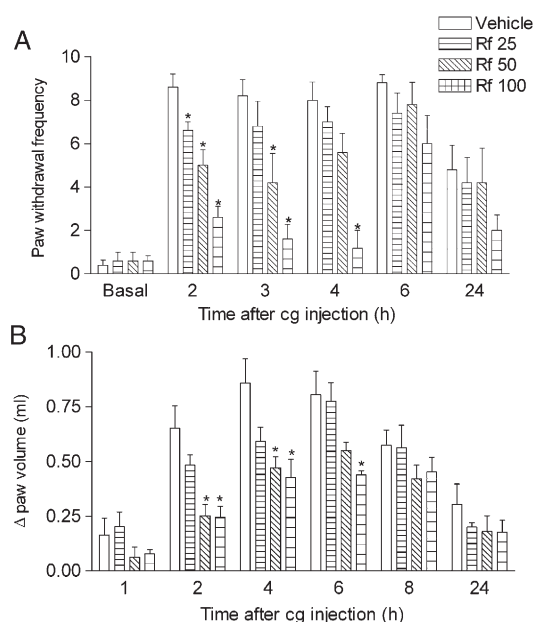 A
Vehicle
Rf 25
Rf 50
Rf 100
10
8
6
4
2
0
Paw withdrawal frequency
* * *
* *
*
Basal 2 3 4 6 24
Time after cg injection (h)
B
1.00
0.75
0.50
0.25
0.00
Δ paw volume (ml)
* *
* *
*
1 2 4 6 8 24
Time after cg injection (h)